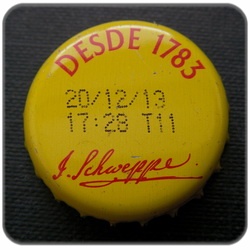 DESDE 1783
20/12/13
17:28 T11
J. Schweppe.